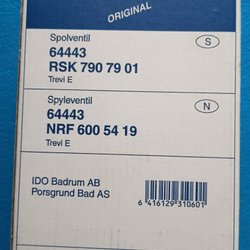 ORIGINAL
Spolventil
S
64443
RSK 790 79 01
Trevi E
Spyleventil
N
64443
NRF 600 54 19
Trevi E
IDO Badrum AB
Porsgrund Bad AS
6 416129 310601